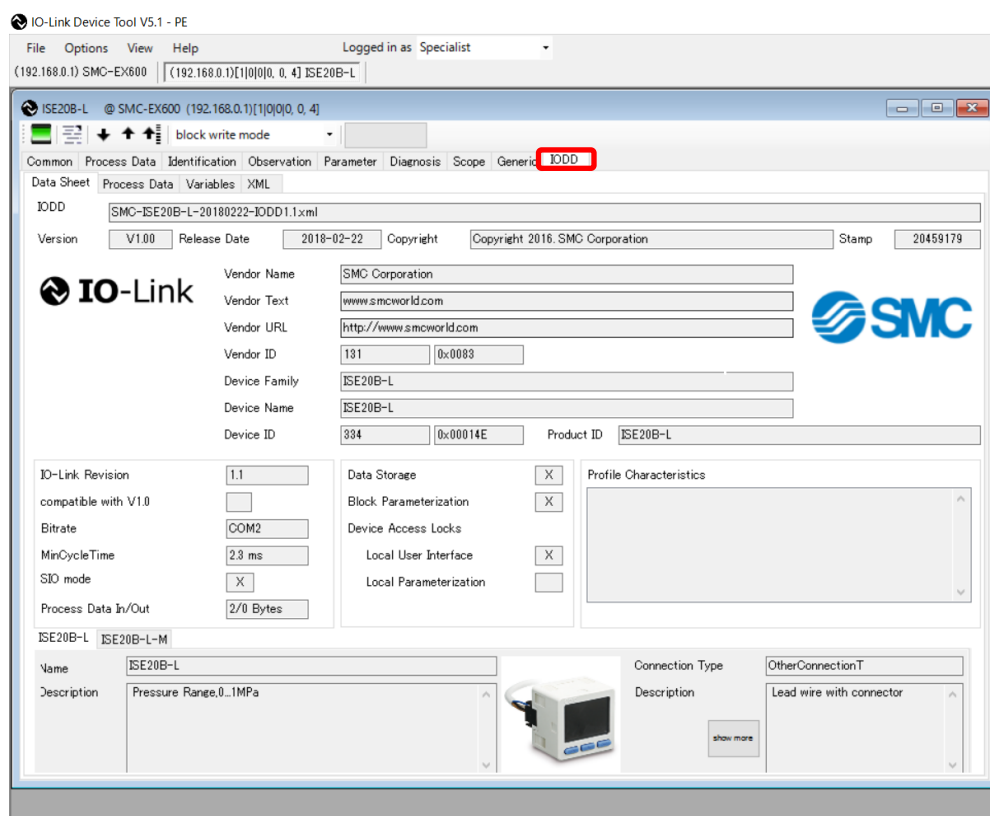 IO-Link Device Tool V5.1 - PE
File Options View Help Logged in as Specialist
(192.168.0.1) SMC-EX600 (192.168.0.1)[1|0|0|0, 0, 4] ISE20B-L
ISE20B-L @ SMC-EX600 (192.168.0.1)[1|0|0|0, 0, 4]
block write mode
Common Process Data Identification Observation Parameter Diagnosis Scope Generic IODD
Data Sheet Process Data Variables XML
IODD SMC-ISE20B-L-20180222-IODD1.1.xml
Version V1.00 Release Date 2018-02-22 Copyright Copyright 2016. SMC Corporation Stamp 20459179
IO-Link
SMC
Vendor Name SMC Corporation
Vendor Text www.smcworld.com
Vendor URL http://www.smcworld.com
Vendor ID 131 0x0083
Device Family ISE20B-L
Device Name ISE20B-L
Device ID 334 0x00014E Product ID ISE20B-L
IO-Link Revision 1.1
compatible with V1.0
Bitrate COM2
MinCycleTime 2.3 ms
SIO mode X
Process Data In/Out 2/0 Bytes
Data Storage X
Block Parameterization X
Device Access Locks
Local User Interface X
Local Parameterization
Profile Characteristics
ISE20B-L ISE20B-L-M
Name ISE20B-L
Description Pressure Range,0...1MPa
Connection Type OtherConnectionT
Description Lead wire with connector
show more